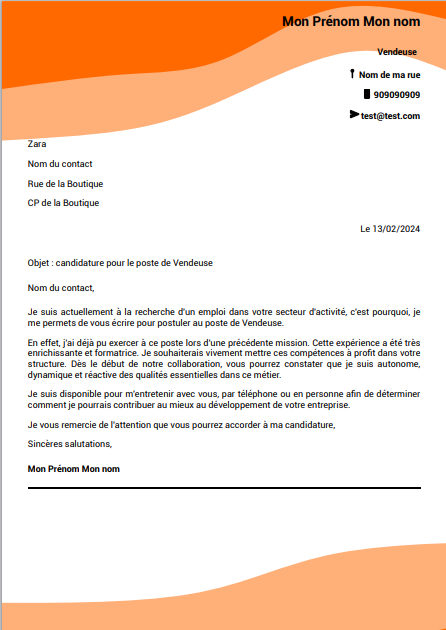 Mon Prénom Mon nom
Vendeuse
Nom de ma rue
909090909
test@test.com
Zara
Nom du contact
Rue de la Boutique
CP de la Boutique
Le 13/02/2024
Objet : candidature pour le poste de Vendeuse
Nom du contact,
Je suis actuellement à la recherche d'un emploi dans votre secteur d'activité, c'est pourquoi, je
me permets de vous écrire pour postuler au poste de Vendeuse.
En effet, j'ai déjà pu exercer à ce poste lors d'une précédente mission. Cette expérience a été très
enrichissante et formatrice. Je souhaiterais vivement mettre ces compétences à profit dans votre
structure. Dès le début de notre collaboration, vous pourrez constater que je suis autonome,
dynamique et réactive des qualités essentielles dans ce métier.
Je suis disponible pour m'entretenir avec vous, par téléphone ou en personne afin de déterminer
comment je pourrais contribuer au mieux au développement de votre entreprise.
Je vous remercie de l'attention que vous pourrez accorder à ma candidature,
Sincères salutations,
Mon Prénom Mon nom